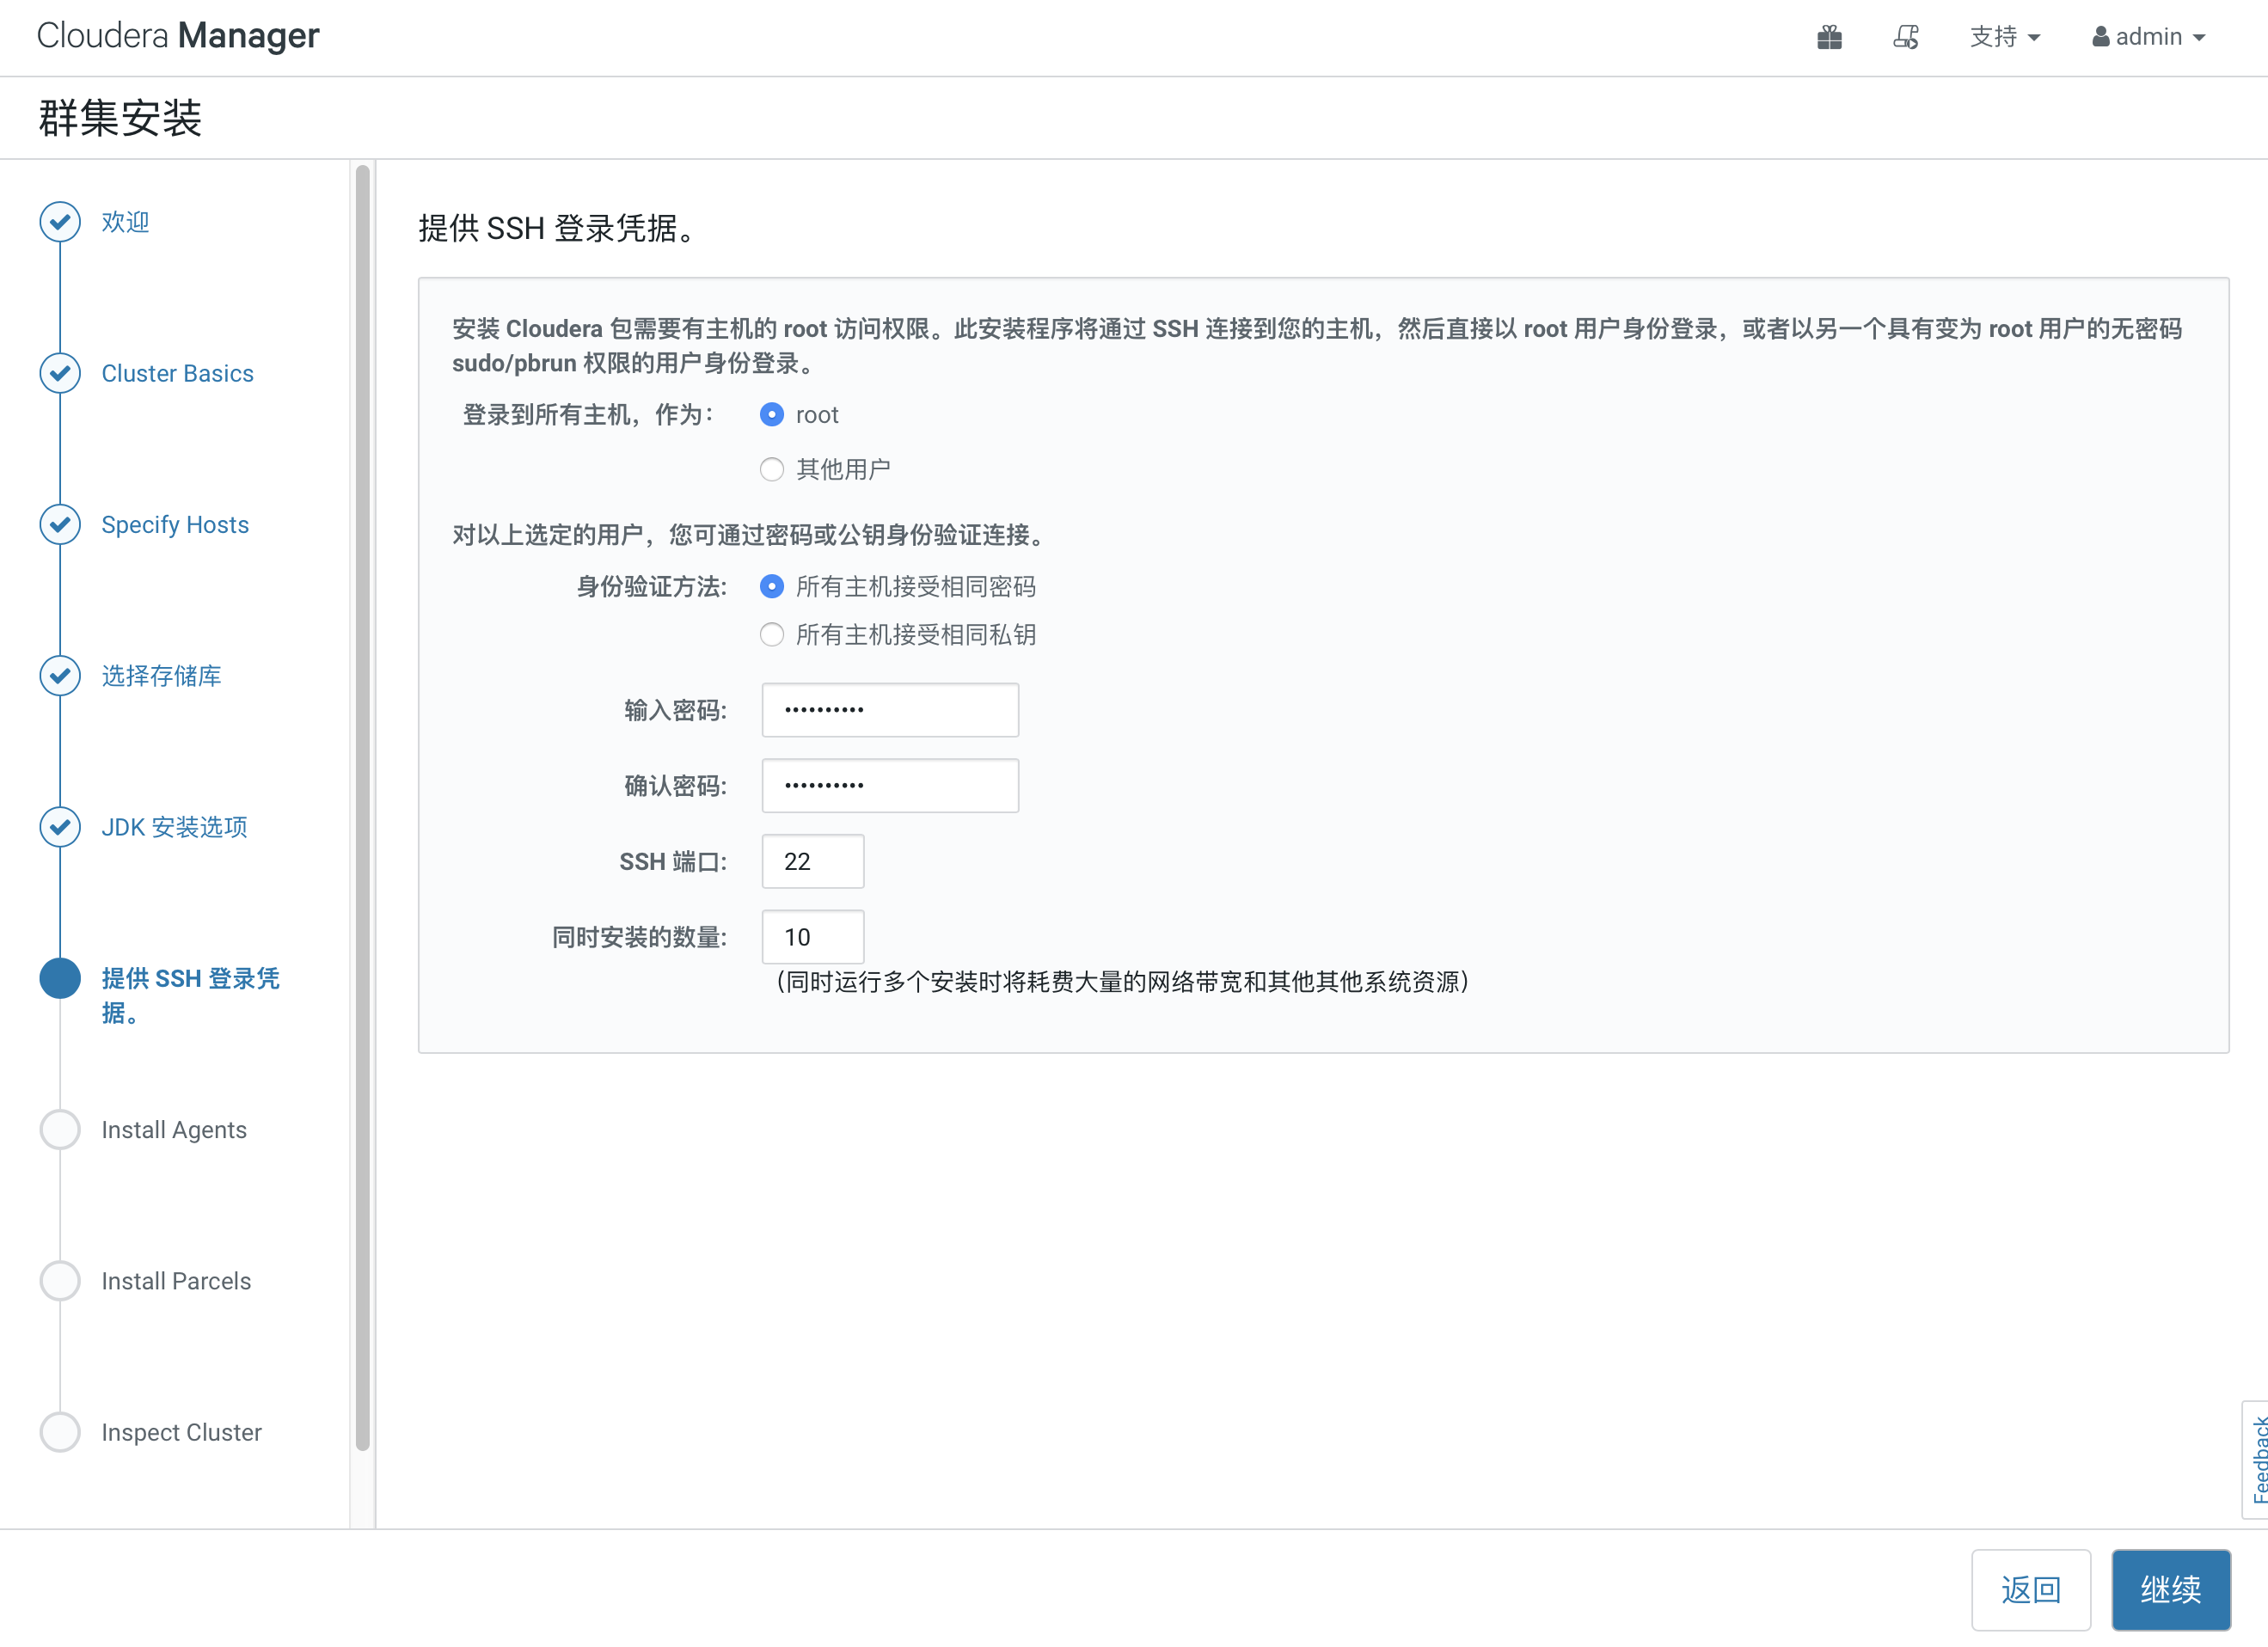 Cloudera Manager
支持
admin
群集安装
欢迎
Cluster Basics
Specify Hosts
选择存储库
JDK 安装选项
提供 SSH 登录凭
据。
Install Agents
Install Parcels
Inspect Cluster
提供 SSH 登录凭据。
安装 Cloudera 包需要有主机的 root 访问权限。此安装程序将通过 SSH 连接到您的主机，然后直接以 root 用户身份登录，或者以另一个具有变为 root 用户的无密码
sudo/pbrun 权限的用户身份登录。
登录到所有主机，作为：
root
其他用户
对以上选定的用户，您可通过密码或公钥身份验证连接。
身份验证方法:
所有主机接受相同密码
所有主机接受相同私钥
输入密码:
••••••••••
确认密码:
••••••••••
SSH 端口:
22
同时安装的数量:
10
（同时运行多个安装时将耗费大量的网络带宽和其他其他系统资源）
Feedback
返回
继续